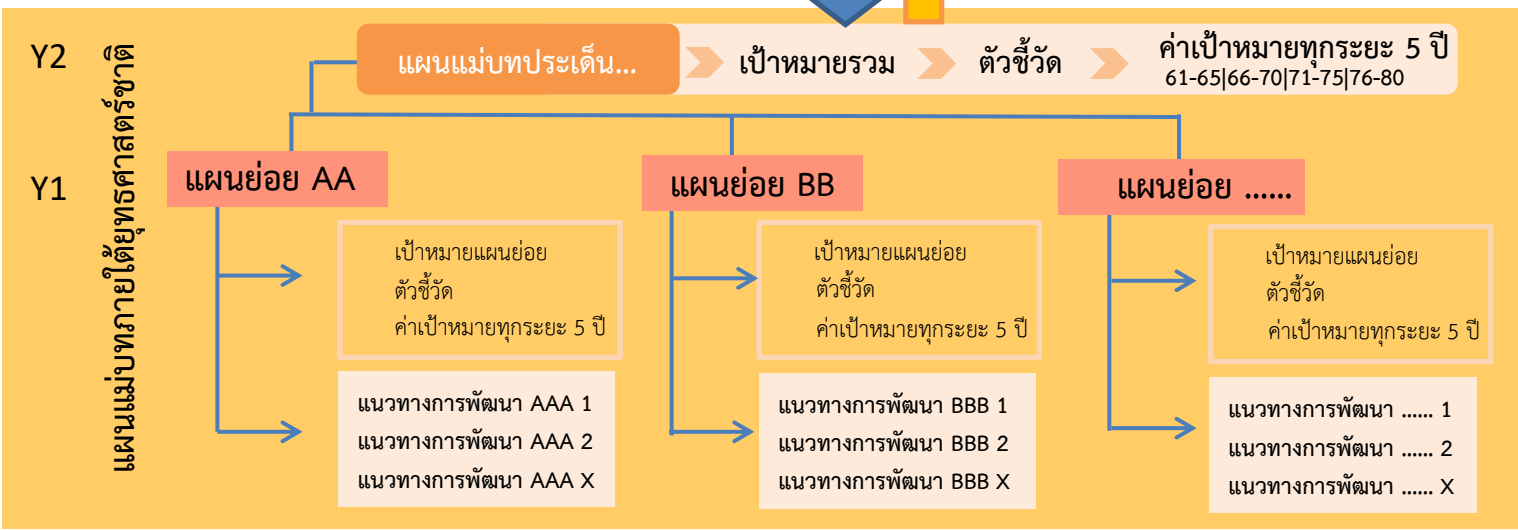 Y2
แผนแม่บทประเด็น...
เป้าหมายรวม
ตัวชี้วัด
ค่าเป้าหมายทุกระยะ 5 ปี
61-65|66-70|71-75|76-80
แผนแม่บทภายใต้ยุทธศาสตร์ชาติ
Y1
แผนย่อย AA
แผนย่อย BB
แผนย่อย ......
เป้าหมายแผนย่อย
ตัวชี้วัด
ค่าเป้าหมายทุกระยะ 5 ปี
เป้าหมายแผนย่อย
ตัวชี้วัด
ค่าเป้าหมายทุกระยะ 5 ปี
เป้าหมายแผนย่อย
ตัวชี้วัด
ค่าเป้าหมายทุกระยะ 5 ปี
แนวทางการพัฒนา AAA 1
แนวทางการพัฒนา AAA 2
แนวทางการพัฒนา AAA X
แนวทางการพัฒนา BBB 1
แนวทางการพัฒนา BBB 2
แนวทางการพัฒนา BBB X
แนวทางการพัฒนา ...... 1
แนวทางการพัฒนา ...... 2
แนวทางการพัฒนา ...... X